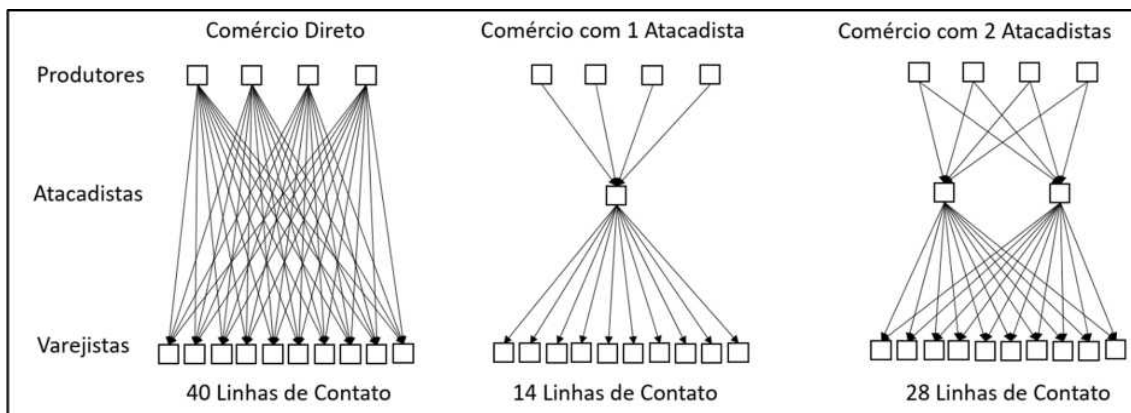 Comércio Direto
Comércio com 1 Atacadista
Comércio com 2 Atacadistas
Produtores
Atacadistas
Varejistas
40 Linhas de Contato
14 Linhas de Contato
28 Linhas de Contato